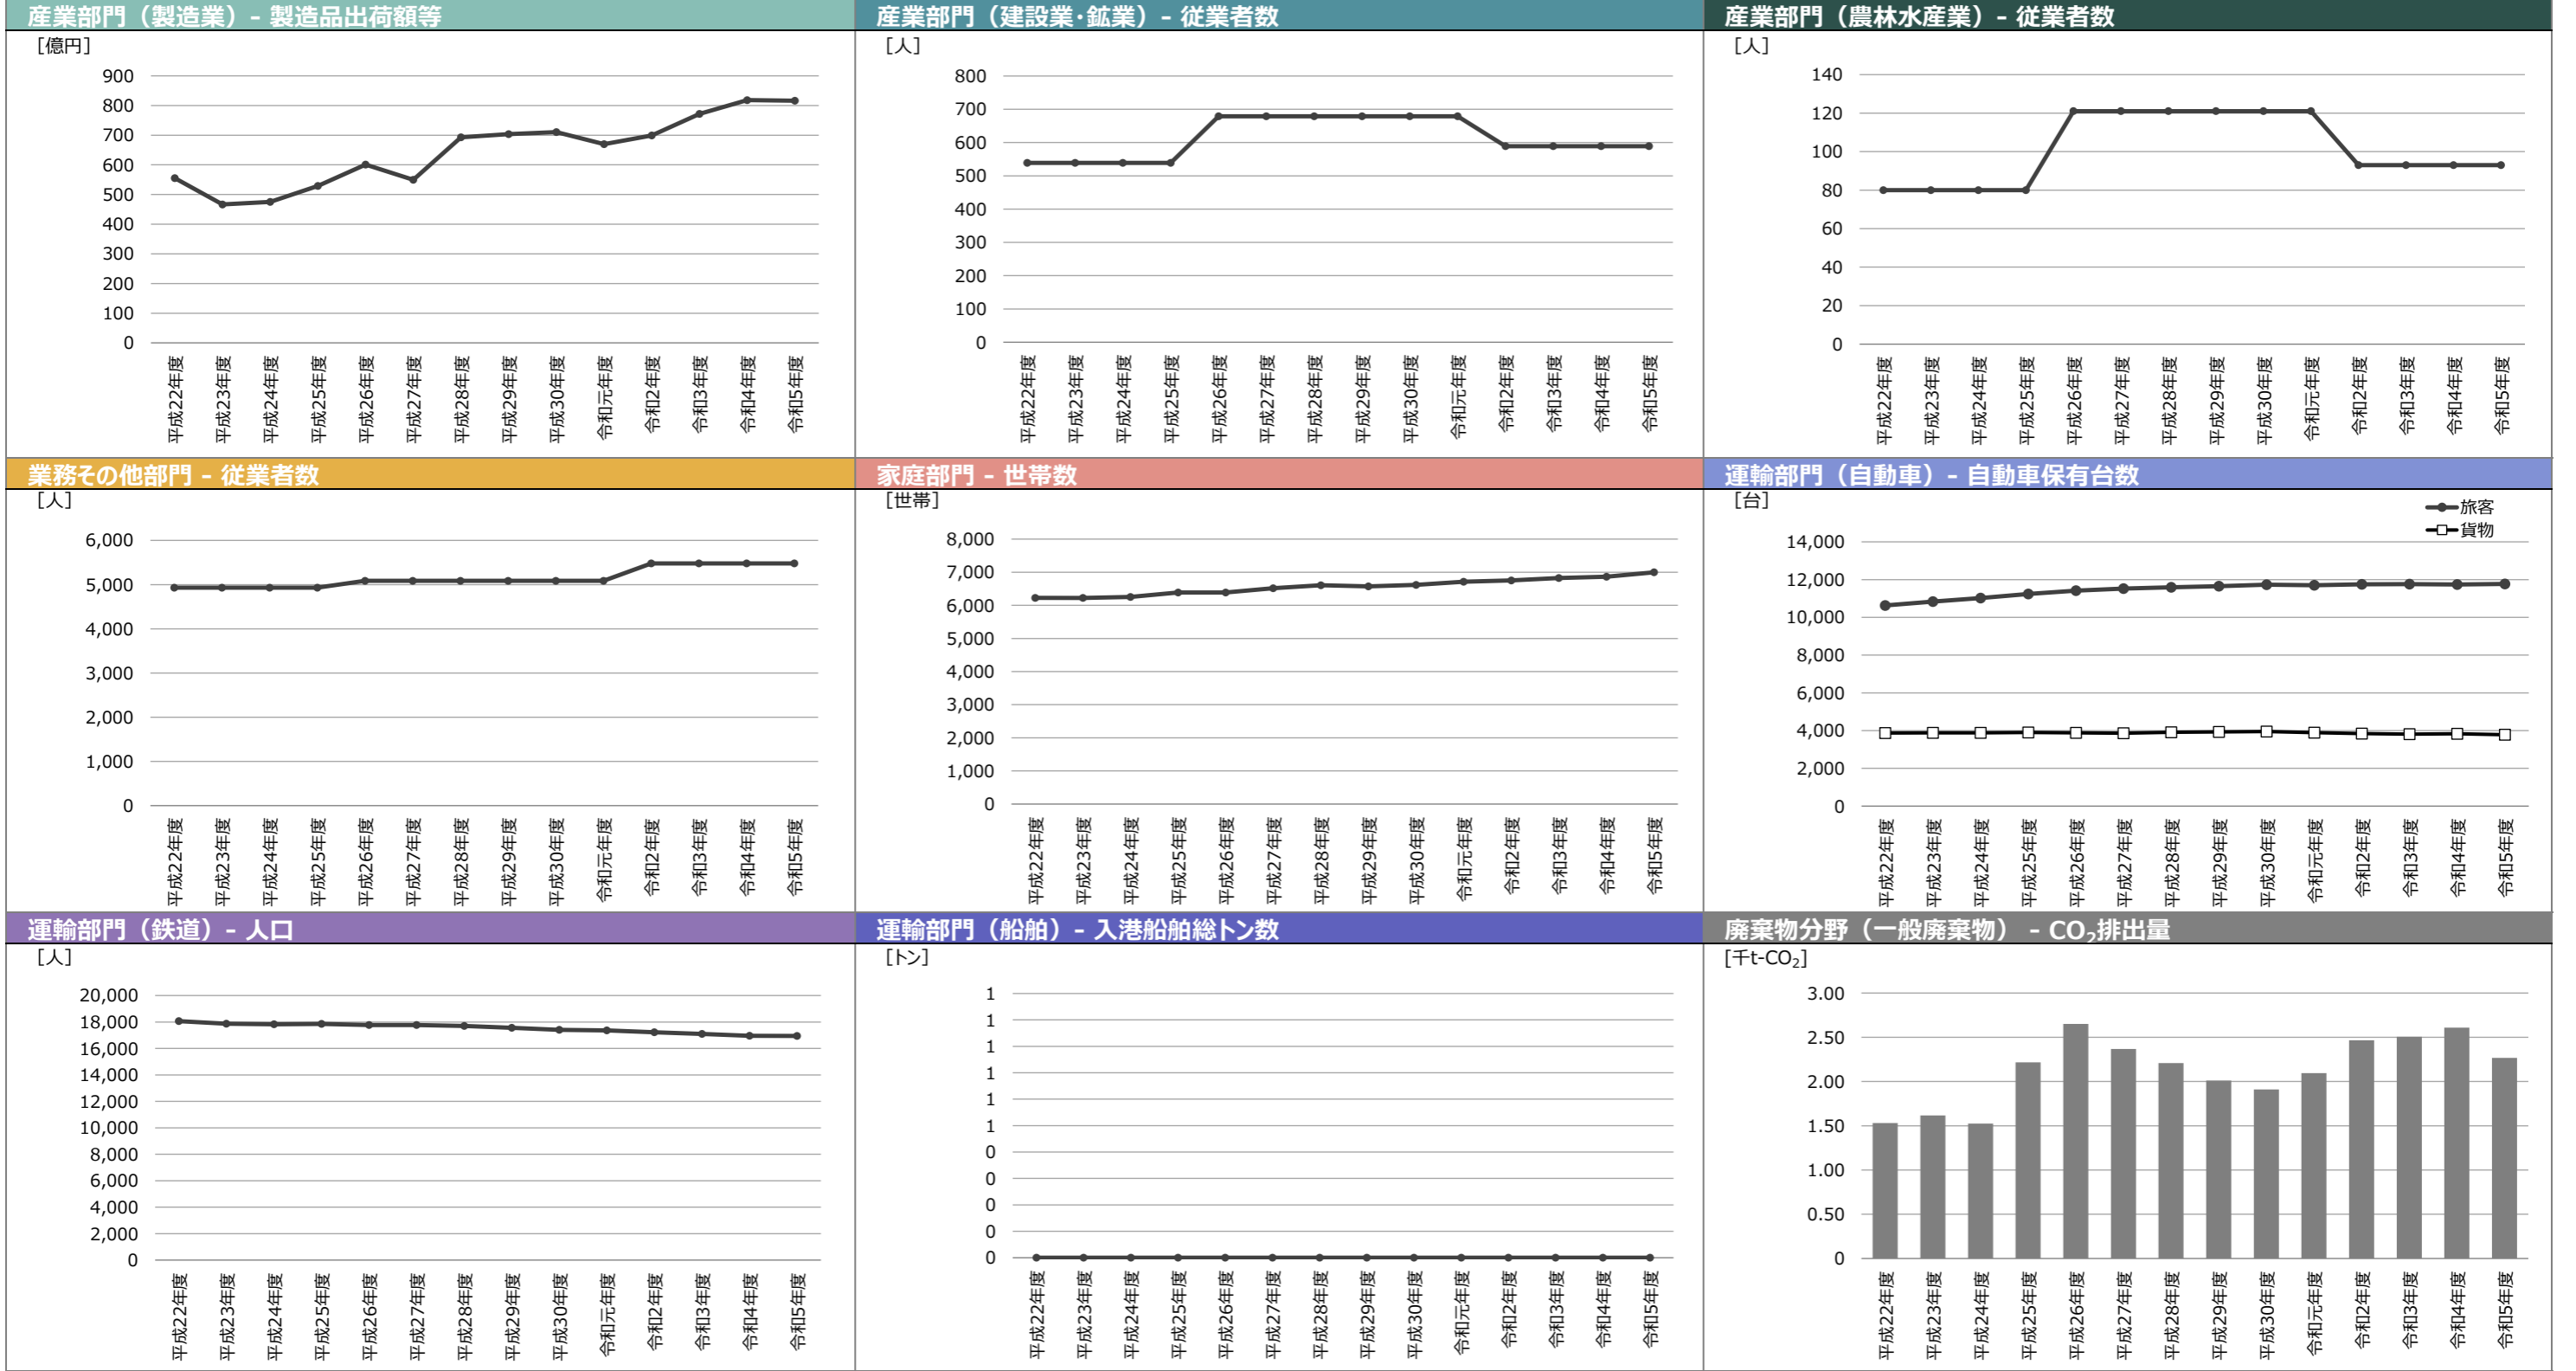 産業部門（製造業）- 製造品出荷額等
[億円]
900
800
700
600
500
400
300
200
100
0
平成22年度
平成23年度
平成24年度
平成25年度
平成26年度
平成27年度
平成28年度
平成29年度
平成30年度
令和元年度
令和2年度
令和3年度
令和4年度
令和5年度
産業部門（建設業・鉱業）- 従業者数
[人]
800
700
600
500
400
300
200
100
0
平成22年度
平成23年度
平成24年度
平成25年度
平成26年度
平成27年度
平成28年度
平成29年度
平成30年度
令和元年度
令和2年度
令和3年度
令和4年度
令和5年度
産業部門（農林水産業）- 従業者数
[人]
140
120
100
80
60
40
20
0
平成22年度
平成23年度
平成24年度
平成25年度
平成26年度
平成27年度
平成28年度
平成29年度
平成30年度
令和元年度
令和2年度
令和3年度
令和4年度
令和5年度
業務その他部門 - 従業者数
[人]
6,000
5,000
4,000
3,000
2,000
1,000
0
平成22年度
平成23年度
平成24年度
平成25年度
平成26年度
平成27年度
平成28年度
平成29年度
平成30年度
令和元年度
令和2年度
令和3年度
令和4年度
令和5年度
家庭部門 - 世帯数
[世帯]
8,000
7,000
6,000
5,000
4,000
3,000
2,000
1,000
0
平成22年度
平成23年度
平成24年度
平成25年度
平成26年度
平成27年度
平成28年度
平成29年度
平成30年度
令和元年度
令和2年度
令和3年度
令和4年度
令和5年度
運輸部門（自動車）- 自動車保有台数
[台]
旅客
貨物
14,000
12,000
10,000
8,000
6,000
4,000
2,000
0
平成22年度
平成23年度
平成24年度
平成25年度
平成26年度
平成27年度
平成28年度
平成29年度
平成30年度
令和元年度
令和2年度
令和3年度
令和4年度
令和5年度
運輸部門（鉄道）- 人口
[人]
20,000
18,000
16,000
14,000
12,000
10,000
8,000
6,000
4,000
2,000
0
平成22年度
平成23年度
平成24年度
平成25年度
平成26年度
平成27年度
平成28年度
平成29年度
平成30年度
令和元年度
令和2年度
令和3年度
令和4年度
令和5年度
運輸部門（船舶）- 入港船舶総トン数
[トン]
1
1
1
1
1
1
0
0
0
0
0
平成22年度
平成23年度
平成24年度
平成25年度
平成26年度
平成27年度
平成28年度
平成29年度
平成30年度
令和元年度
令和2年度
令和3年度
令和4年度
令和5年度
廃棄物分野（一般廃棄物） - CO₂排出量
[千t-CO₂]
3.00
2.50
2.00
1.50
1.00
0.50
0
平成22年度
平成23年度
平成24年度
平成25年度
平成26年度
平成27年度
平成28年度
平成29年度
平成30年度
令和元年度
令和2年度
令和3年度
令和4年度
令和5年度